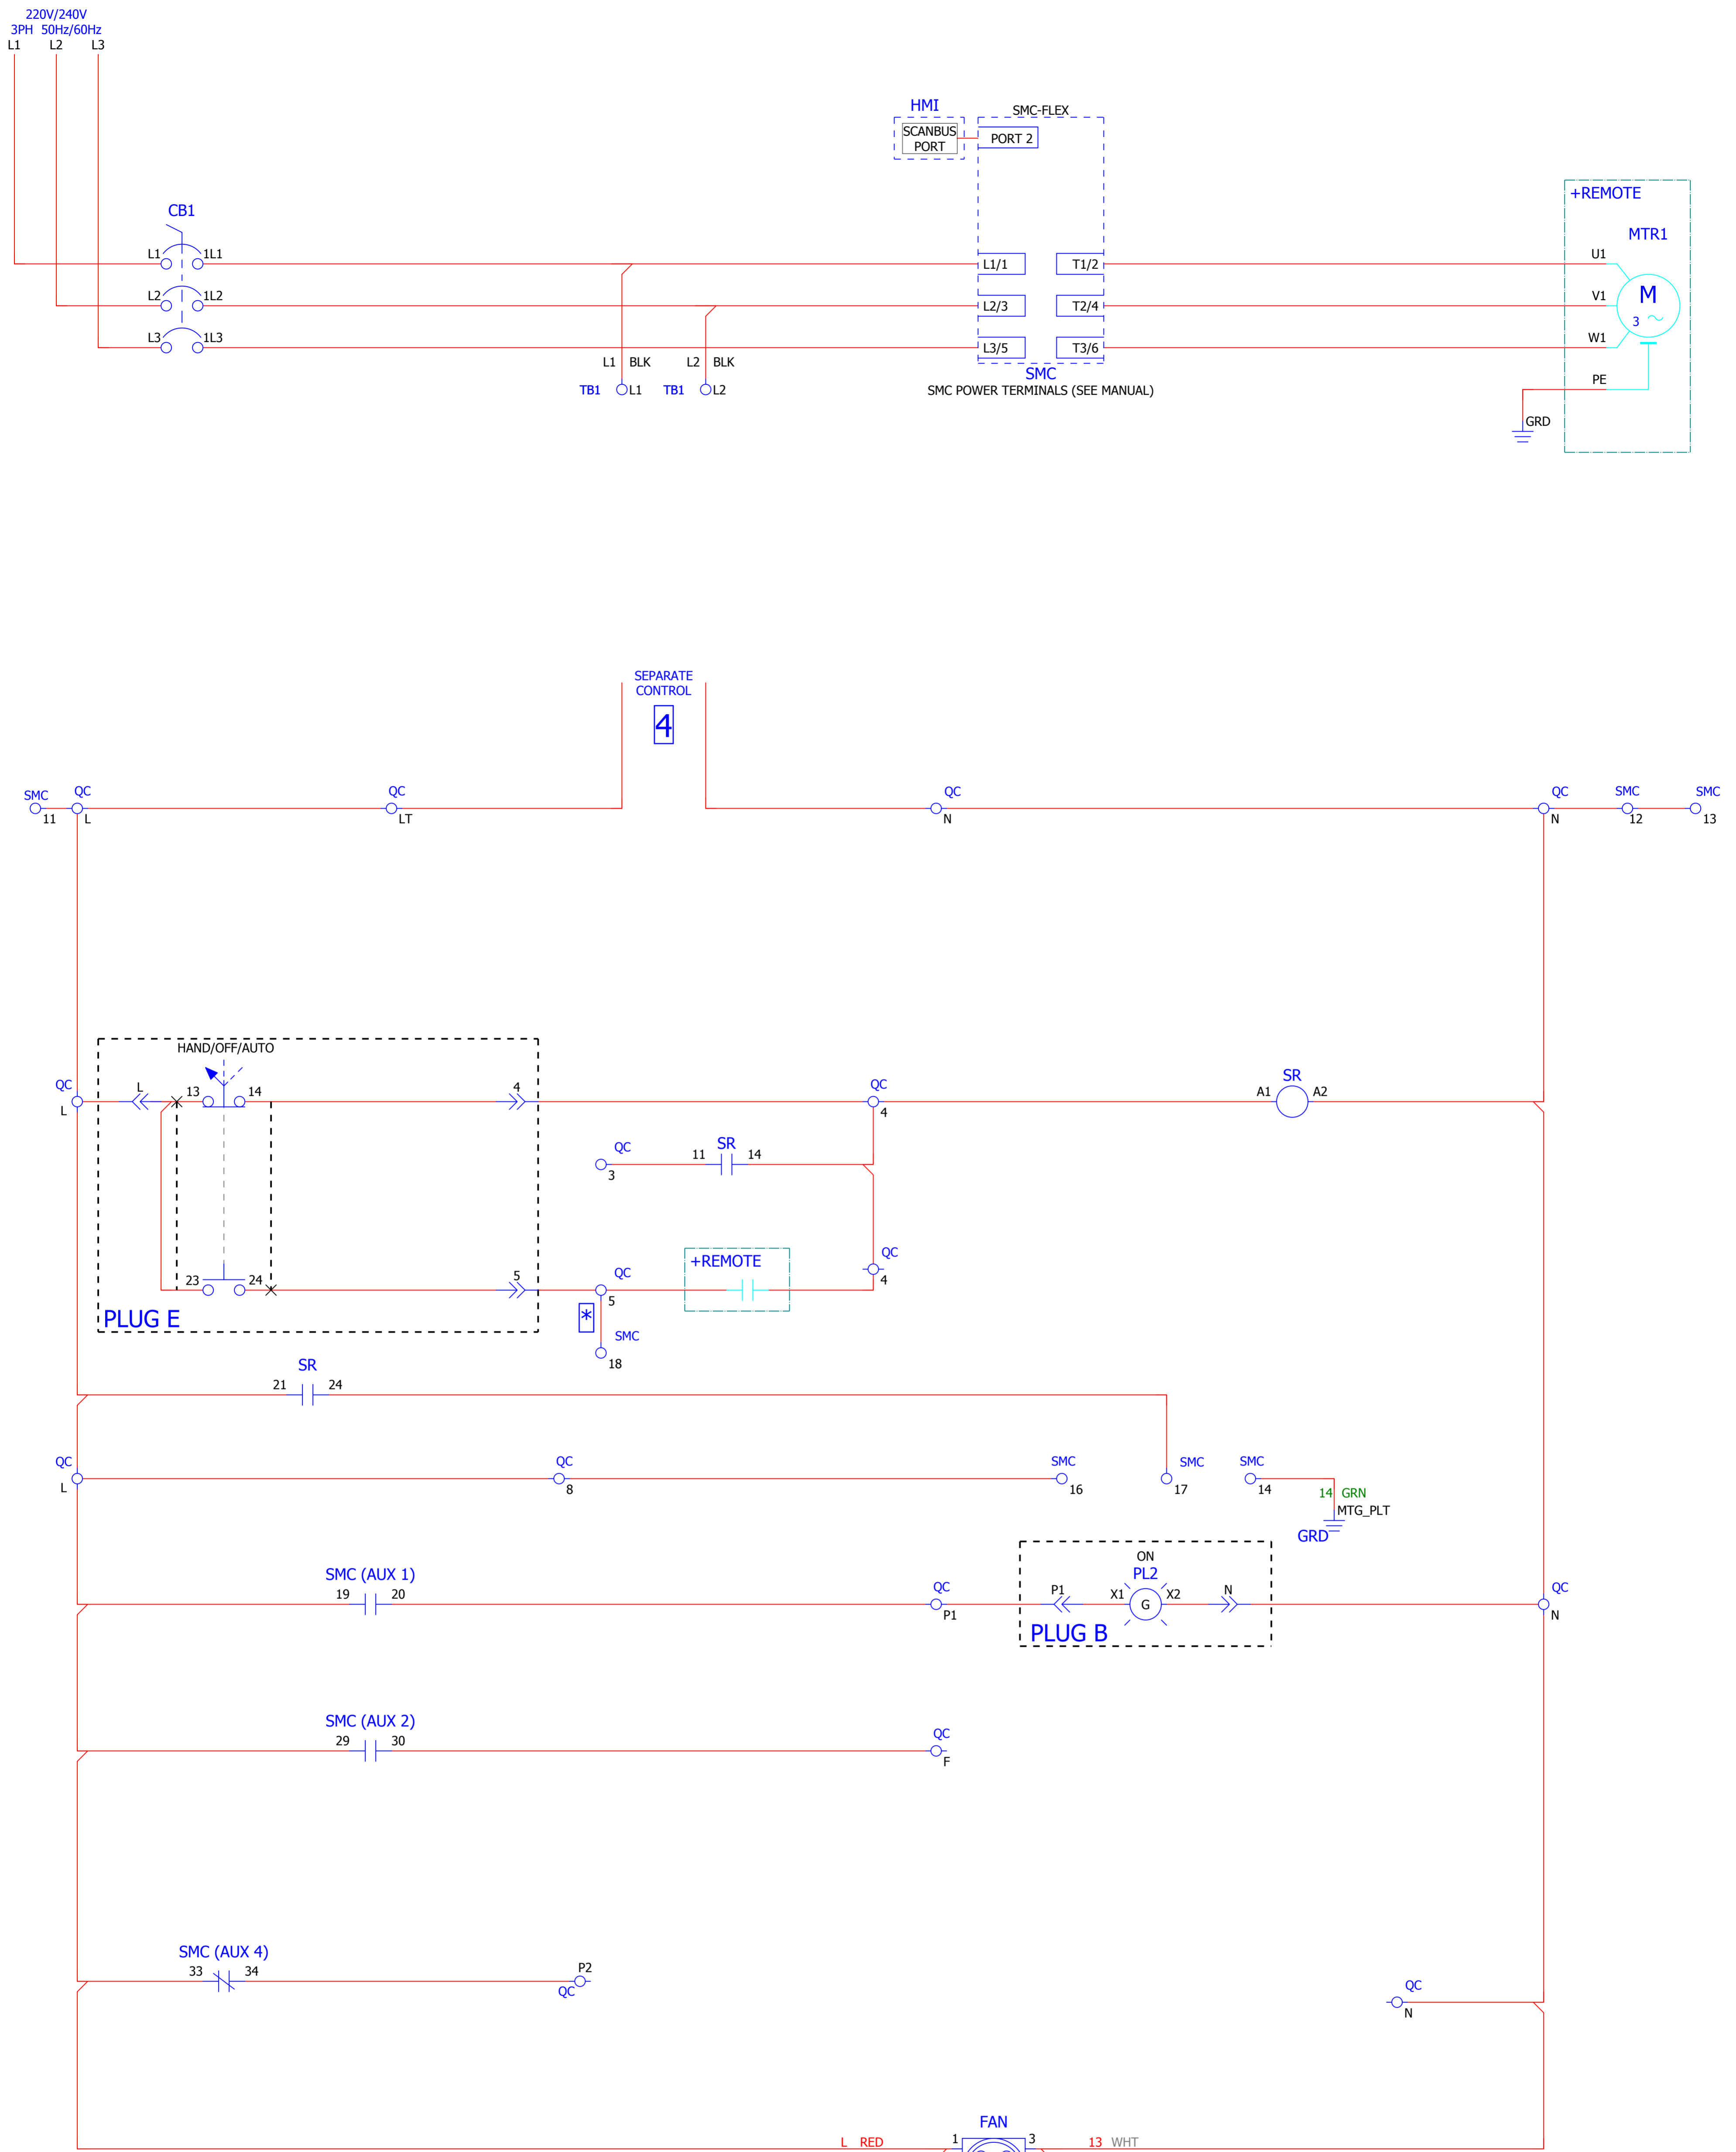 220V/240V
3PH 50Hz/60Hz
L1 L2 L3
HMI
SCANBUS
PORT
SMC-FLEX
PORT 2
+REMOTE
MTR1
CB1
L1 1L1
L1/1 T1/2
U1
L2 1L2
L2/3 T2/4
V1
M
3
L3 1L3
L3/5 T3/6
W1
L1 BLK L2 BLK
TB1 L1 TB1 L2
SMC
SMC POWER TERMINALS (SEE MANUAL)
PE
GRD
SEPARATE
CONTROL
4
SMC QC QC QC QC SMC SMC
11 L LT N N 12 13
HAND/OFF/AUTO
QC L 13 14 4 QC A1 SR A2
L 4
QC 11 SR 14
3
+REMOTE
QC
4
23 24 5 QC
5
PLUG E
*
SMC
18
SR
21 24
QC QC SMC SMC SMC
L 8 16 17 14
14 GRN
MTG_PLT
GRD
SMC (AUX 1)
19 20
QC
P1
ON
PL2
P1 X1 G X2 N
PLUG B
QC
N
SMC (AUX 2)
29 30
QC
F
SMC (AUX 4)
33 34
P2
QC
QC
N
FAN
L RED 1 3 13 WHT